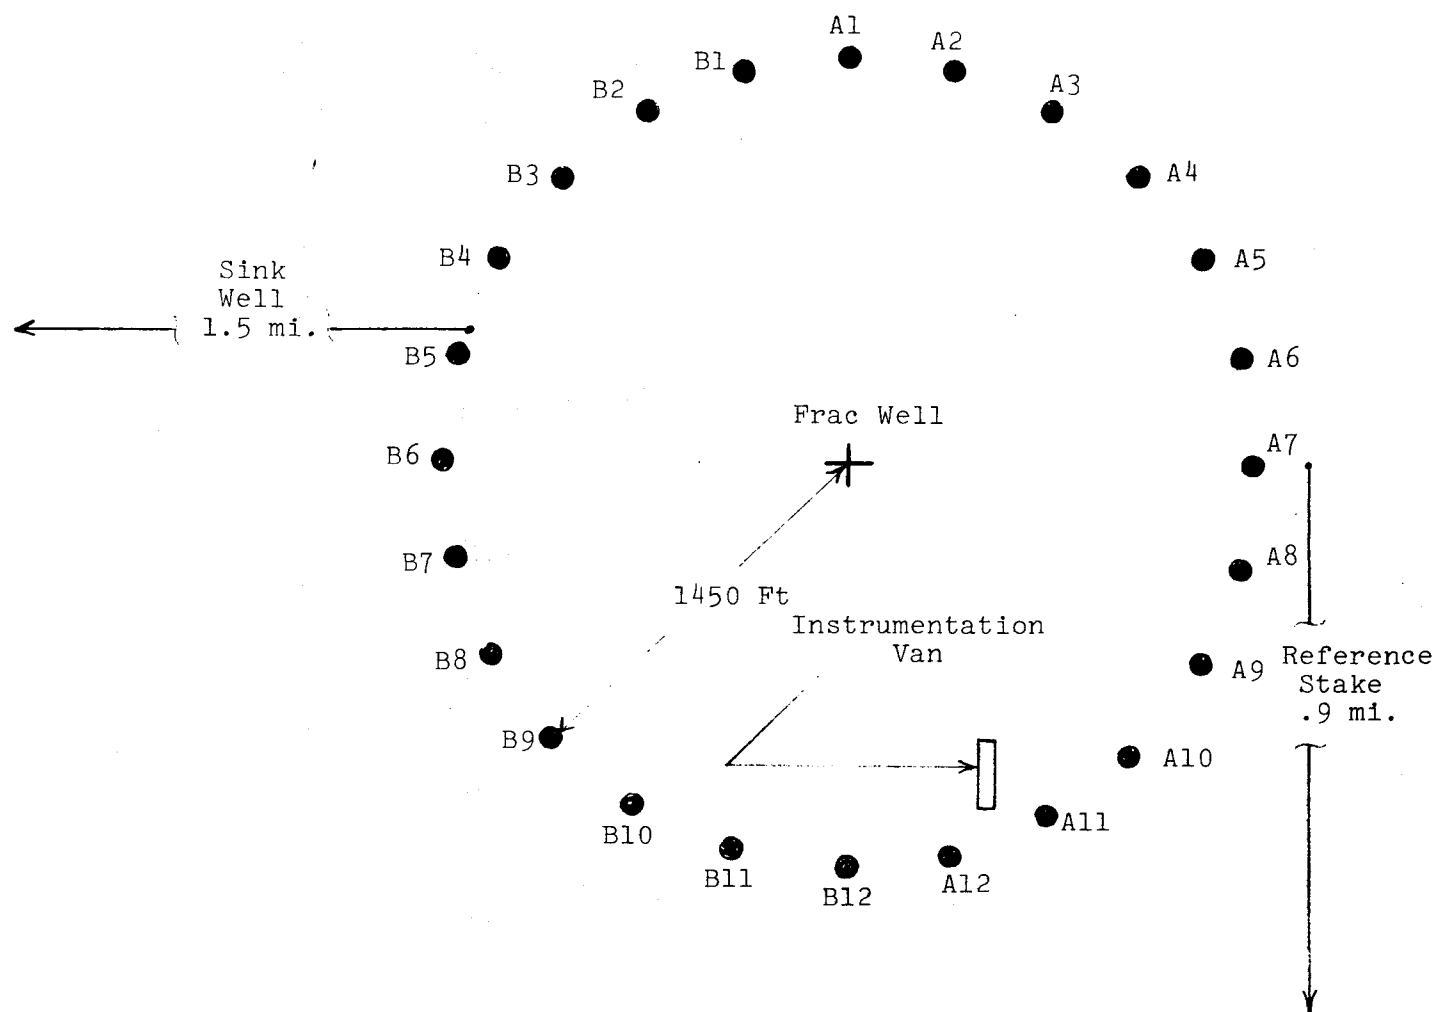 A1
A2
B1
A3
B2
B3
A4
B4
A5
Sink
Well
1.5 mi.
B5
A6
Frac Well
A7
B6
A8
B7
1450 Ft
Instrumentation
Van
B8
A9
Reference
Stake
.9 mi.
B9
A10
A11
B10
B11
B12
A12